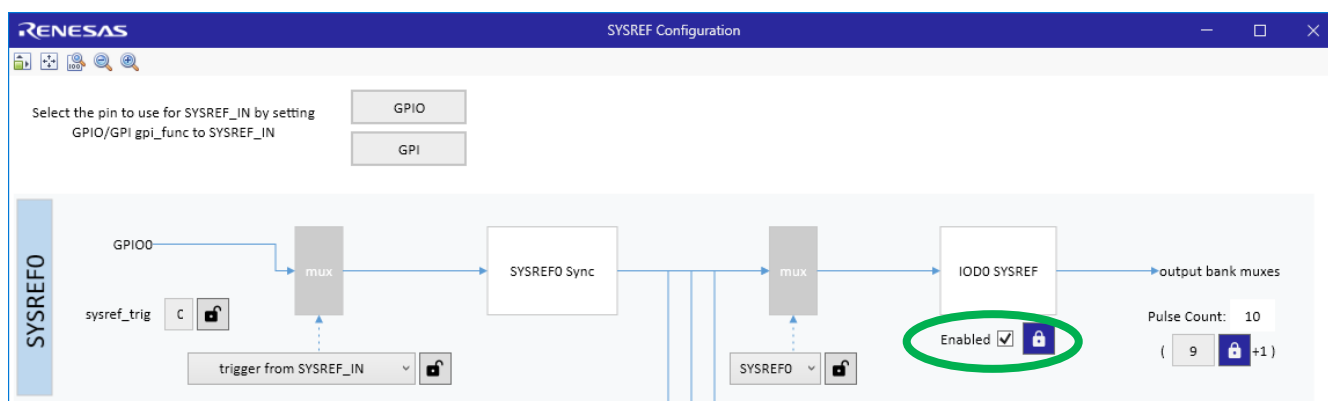 RENESAS
SYSREF Configuration
100
Select the pin to use for SYSREF_IN by setting
GPIO/GPI gpi_func to SYSREF_IN
GPIO
GPI
SYSREF0
GPIO0
mux
SYSREF0 Sync
mux
IOD0 SYSREF
output bank muxes
sysref_trig
C
Enabled
Pulse Count: 10
( 9 +1 )
trigger from SYSREF_IN
SYSREF0